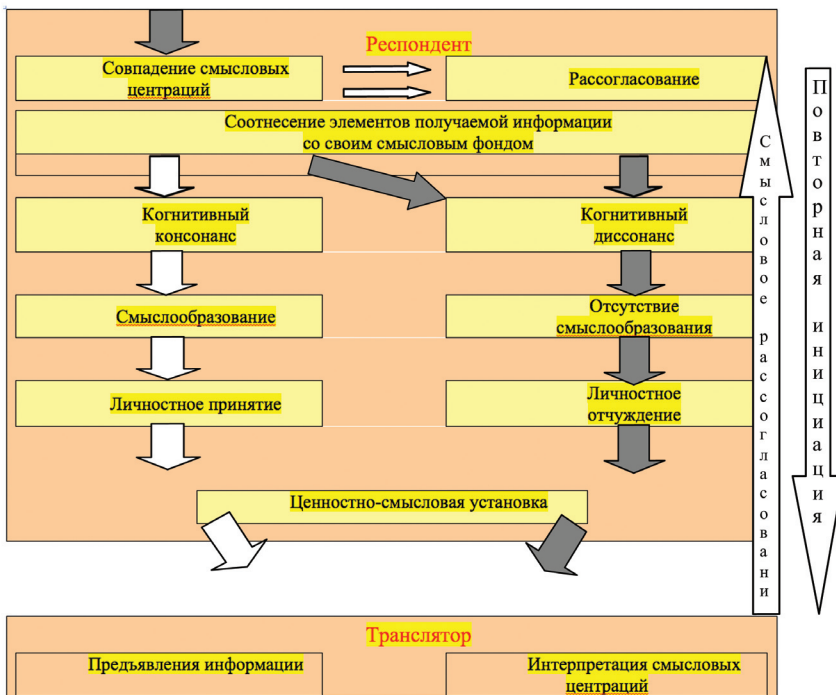 Респондент
Совпадение смысловых
центраций
Рассогласование
Соотнесение элементов получаемой информации
со своим смысловым фондом
Когнитивный
консонанс
Когнитивный
диссонанс
Смыслообразование
Отсутствие
смыслообразования
Личностное принятие
Личностное
отчуждение
Ценностно-смысловая установка
Смысловое рассогласовани
Повторная инициация
Транслятор
Предъявления информации
Интерпретация смысловых
центраций